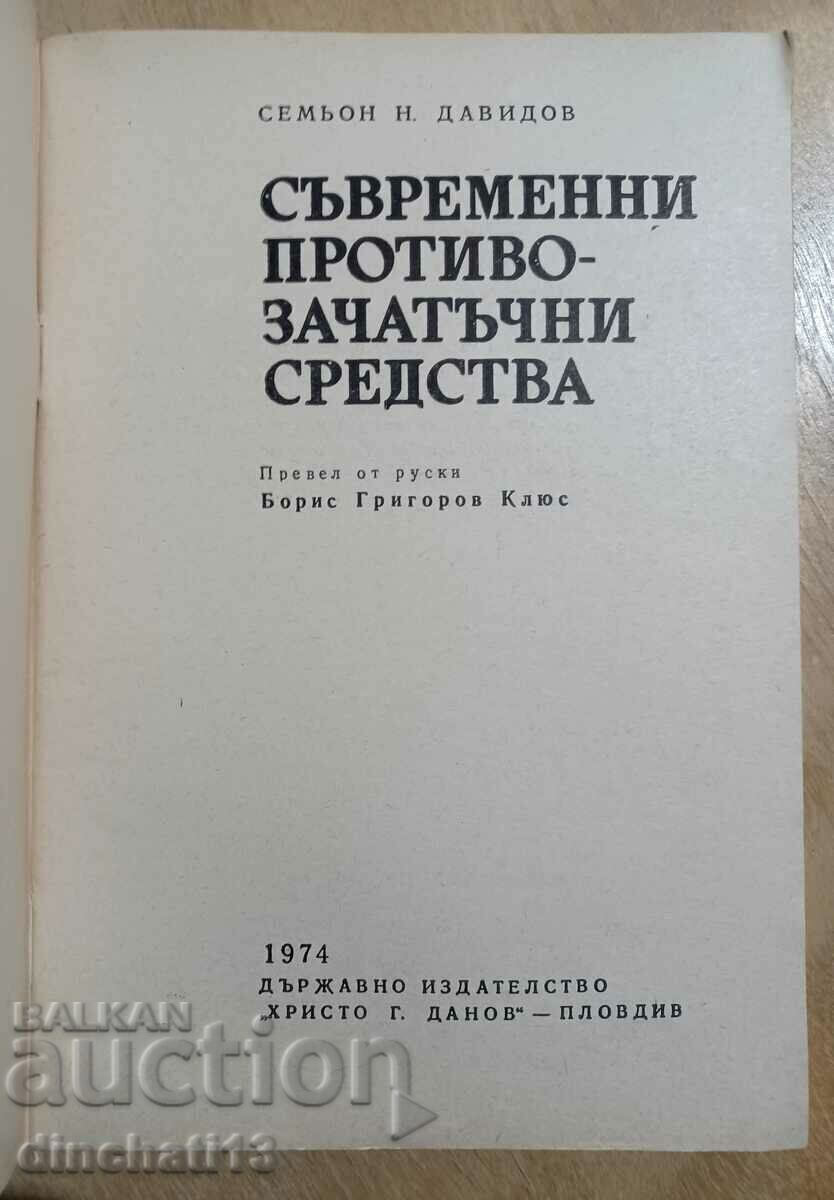 СЕМЬОН Н. ДАВИДОВ
СЪВРЕМЕННИ
ПРОТИВО-
ЗАЧАТЪЧНИ
СРЕДСТВА
Превел от руски
Борис Григоров Клюс
1974
ДЪРЖАВНО ИЗДАТЕЛСТВО
„ХРИСТО Г. ДАНОВ“ — ПЛОВДИВ
BALKAN
auction
dinchati13